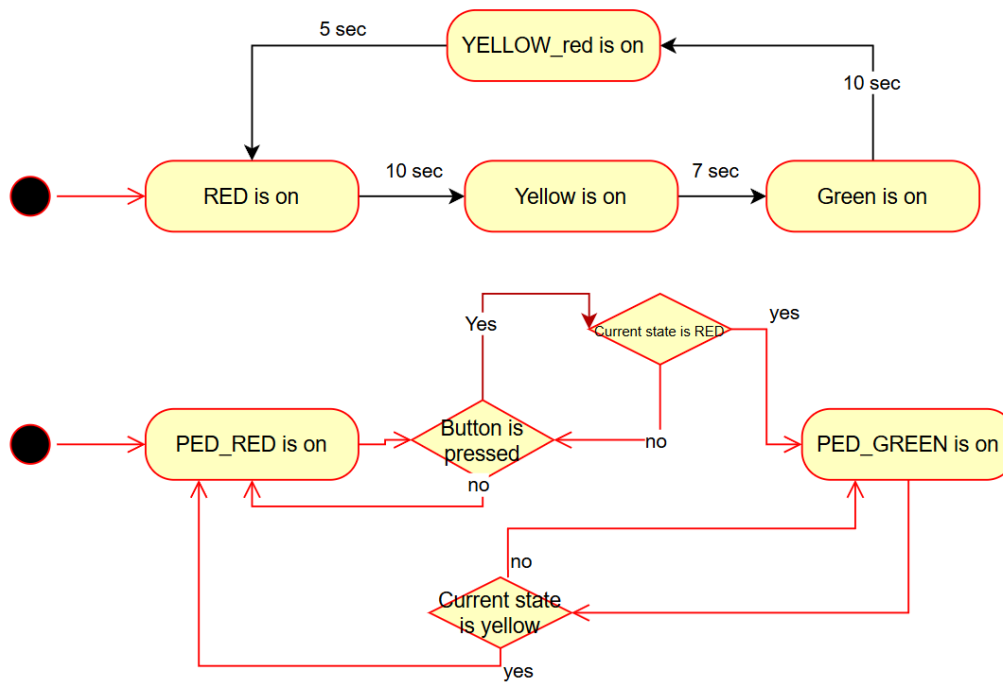 5 sec
YELLOW_red is on
10 sec
RED is on
10 sec
Yellow is on
7 sec
Green is on
Yes
Current state is RED
yes
PED_RED is on
Button is
pressed
no
PED_GREEN is on
no
no
Current state
is yellow
yes